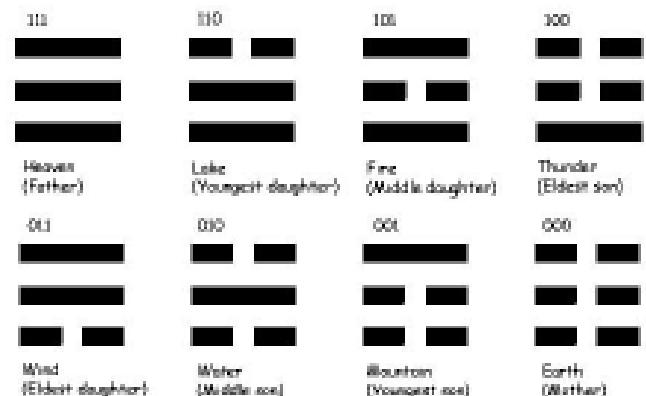 111 110 101 100
Heaven Lake Fire Thunder
(Father) (Youngest daughter) (Middle daughter) (Eldest son)
011 010 001 000
Wind Water Mountain Earth
(Eldest daughter) (Middle son) (Youngest son) (Mother)